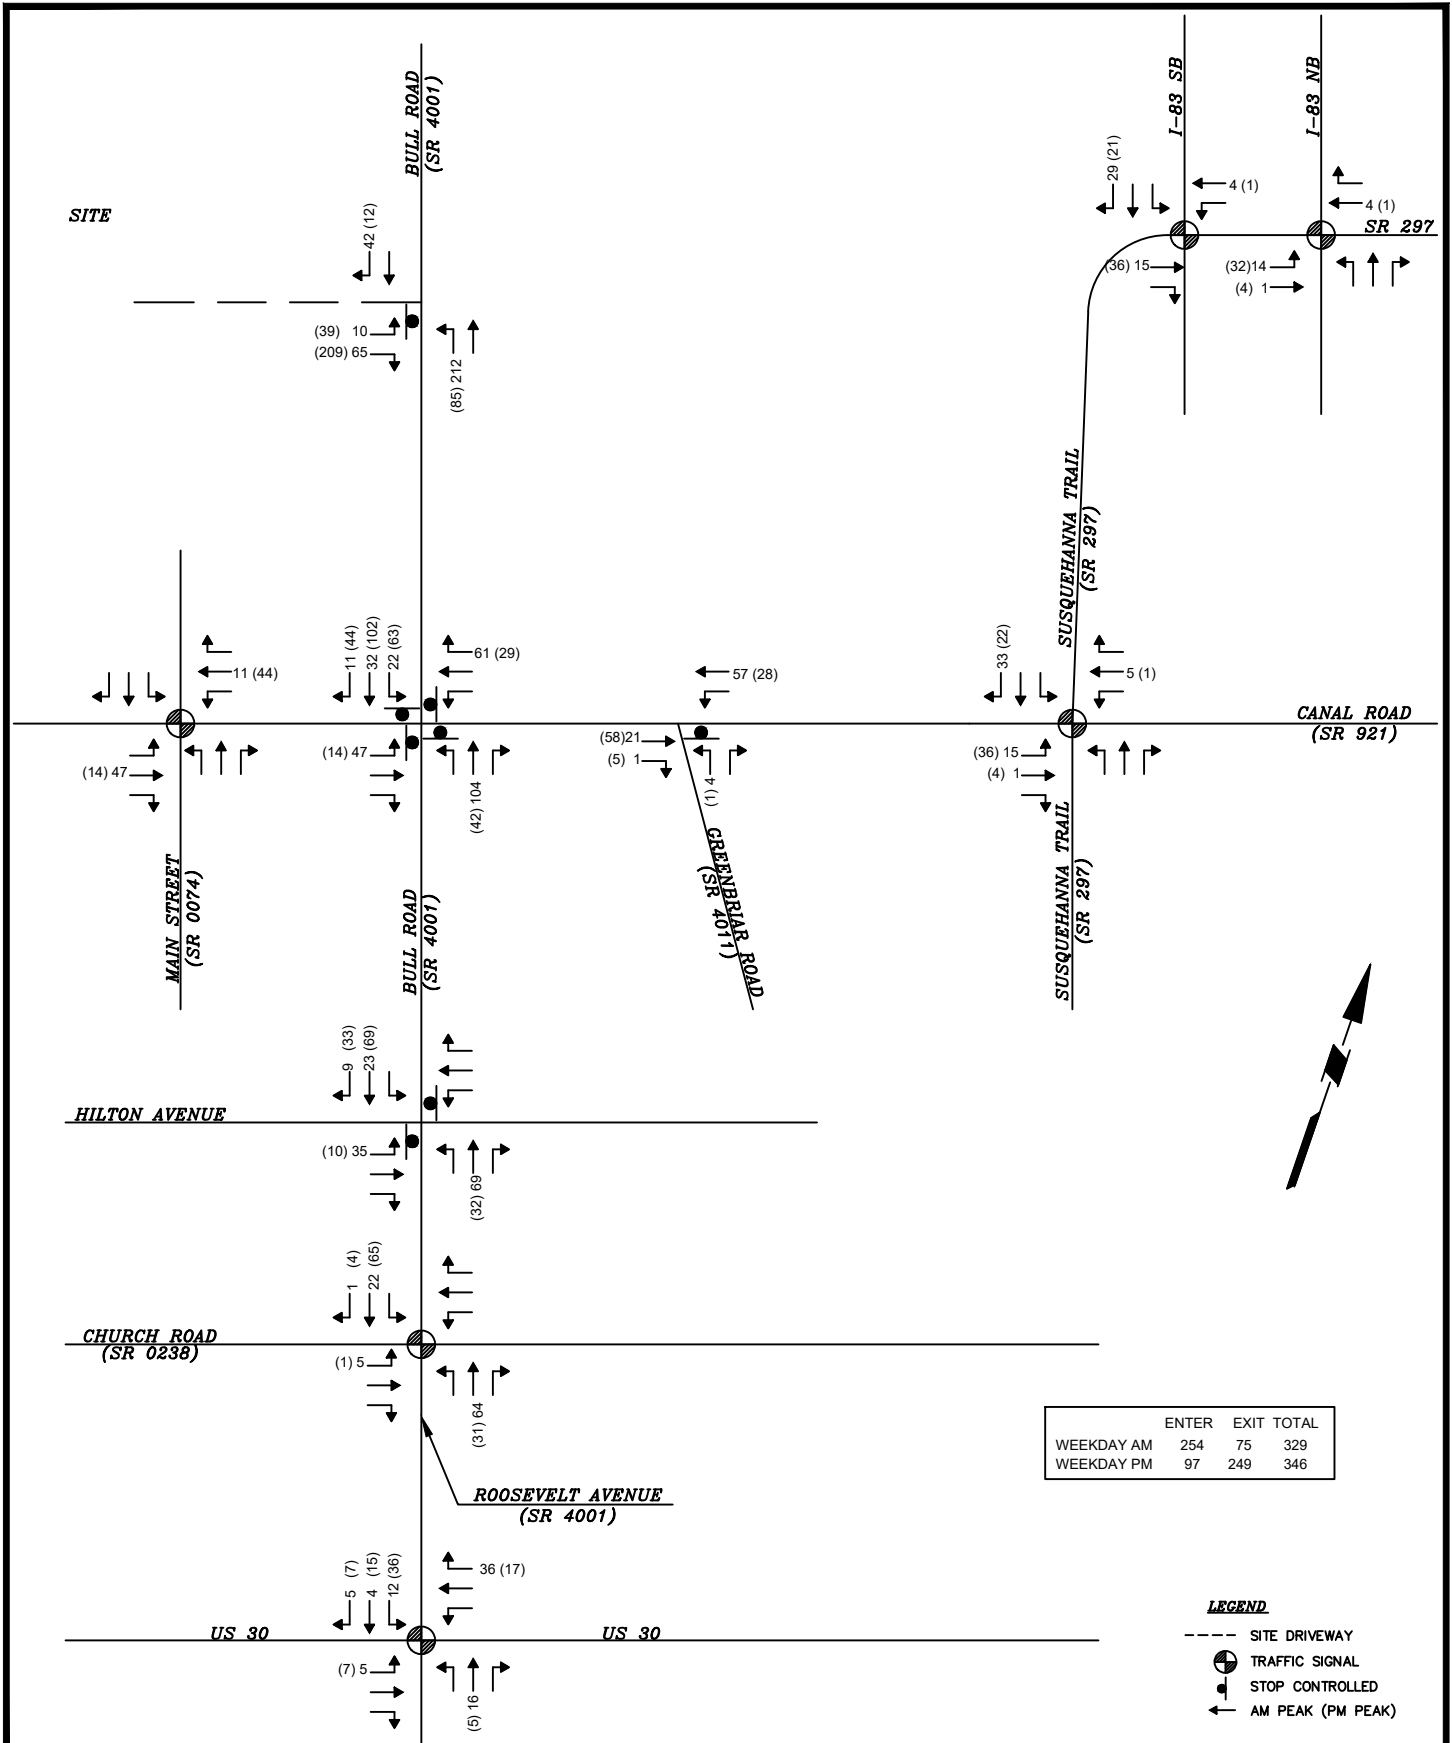 BULL ROAD
(SR 4001)
I-83 SB
I-83 NB
29 (21)
4 (1)
4 (1)
SR 297
SITE
42 (12)
(36) 15
(32)14
(4) 1
(39) 10
(209) 65
(85) 212
SUSQUEHANNA TRAIL
(SR 297)
11 (44)
11 (44)
32 (102)
22 (63)
61 (29)
57 (28)
33 (22)
5 (1)
CANAL ROAD
(SR 921)
(14) 47
(14) 47
(42) 104
(58)21
(5) 1
(1) 4
(36) 15
(4) 1
MAIN STREET
(SR 0074)
BULL ROAD
(SR 4001)
GREENBRIAR ROAD
(SR 4011)
SUSQUEHANNA TRAIL
(SR 297)
9 (33)
23 (69)
HILTON AVENUE
(10) 35
(32) 69
1 (4)
22 (65)
CHURCH ROAD
(SR 0238)
(1) 5
(31) 64
ENTER EXIT TOTAL
WEEKDAY AM 254 75 329
WEEKDAY PM 97 249 346
ROOSEVELT AVENUE
(SR 4001)
5 (7)
4 (15)
12 (36)
36 (17)
US 30
US 30
(7) 5
(5) 16
LEGEND
SITE DRIVEWAY
TRAFFIC SIGNAL
STOP CONTROLLED
AM PEAK (PM PEAK)